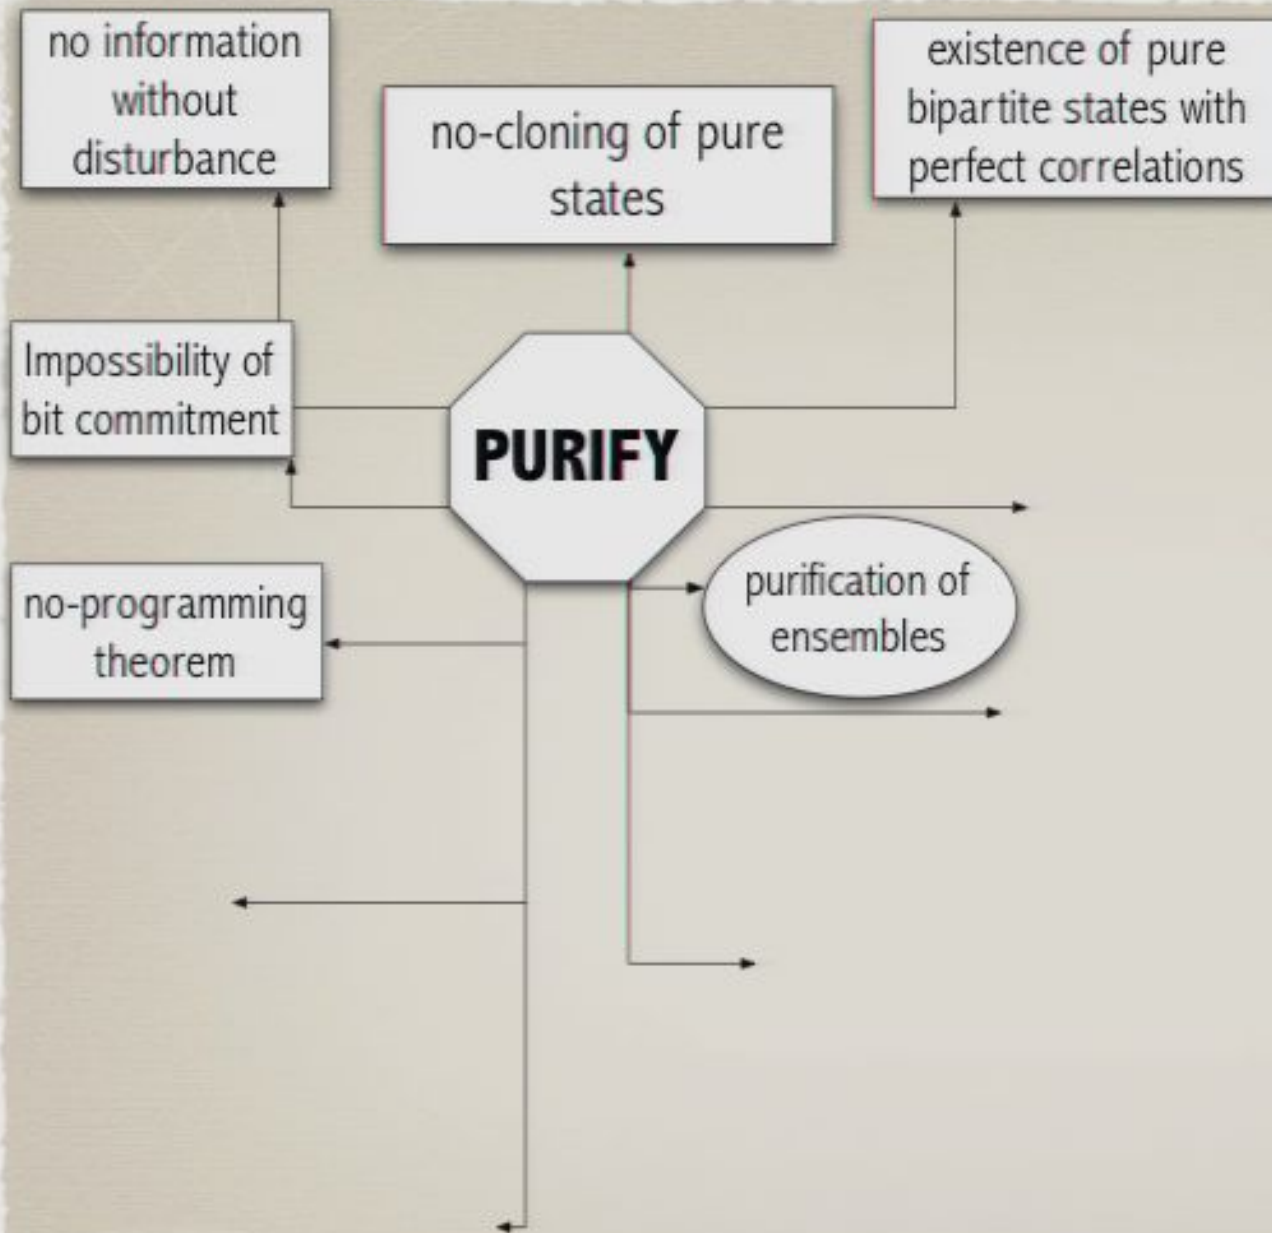 no information
without
disturbance
no-cloning of pure
states
existence of pure
bipartite states with
perfect correlations
Impossibility of
bit commitment
PURIFY
no-programming
theorem
purification of
ensembles